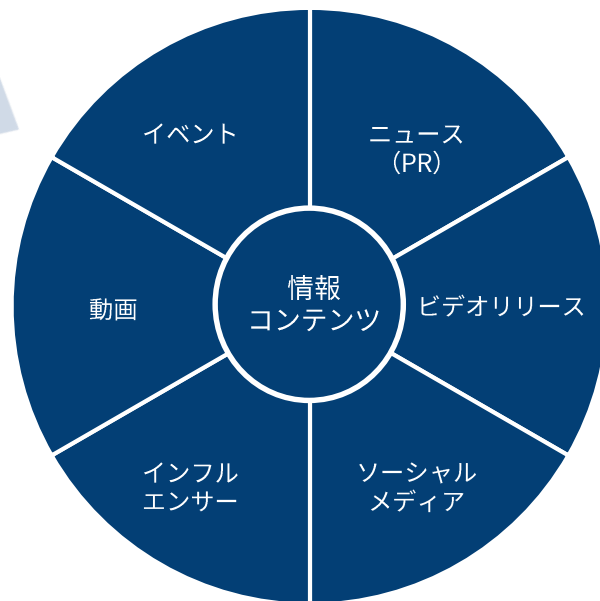 イベント
ニュース
（PR）
動画
情報
コンテンツ
ビデオリリース
インフル
エンサー
ソーシャル
メディア